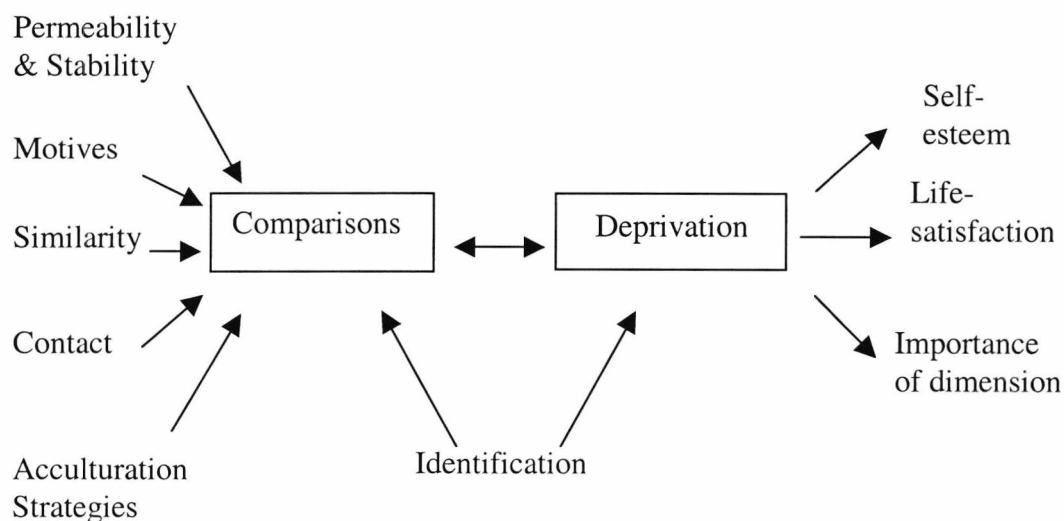 Permeability
& Stability
Motives
Similarity
Contact
Acculturation
Strategies
Comparisons
Deprivation
Identification
Self-
esteem
Life-
satisfaction
Importance
of dimension